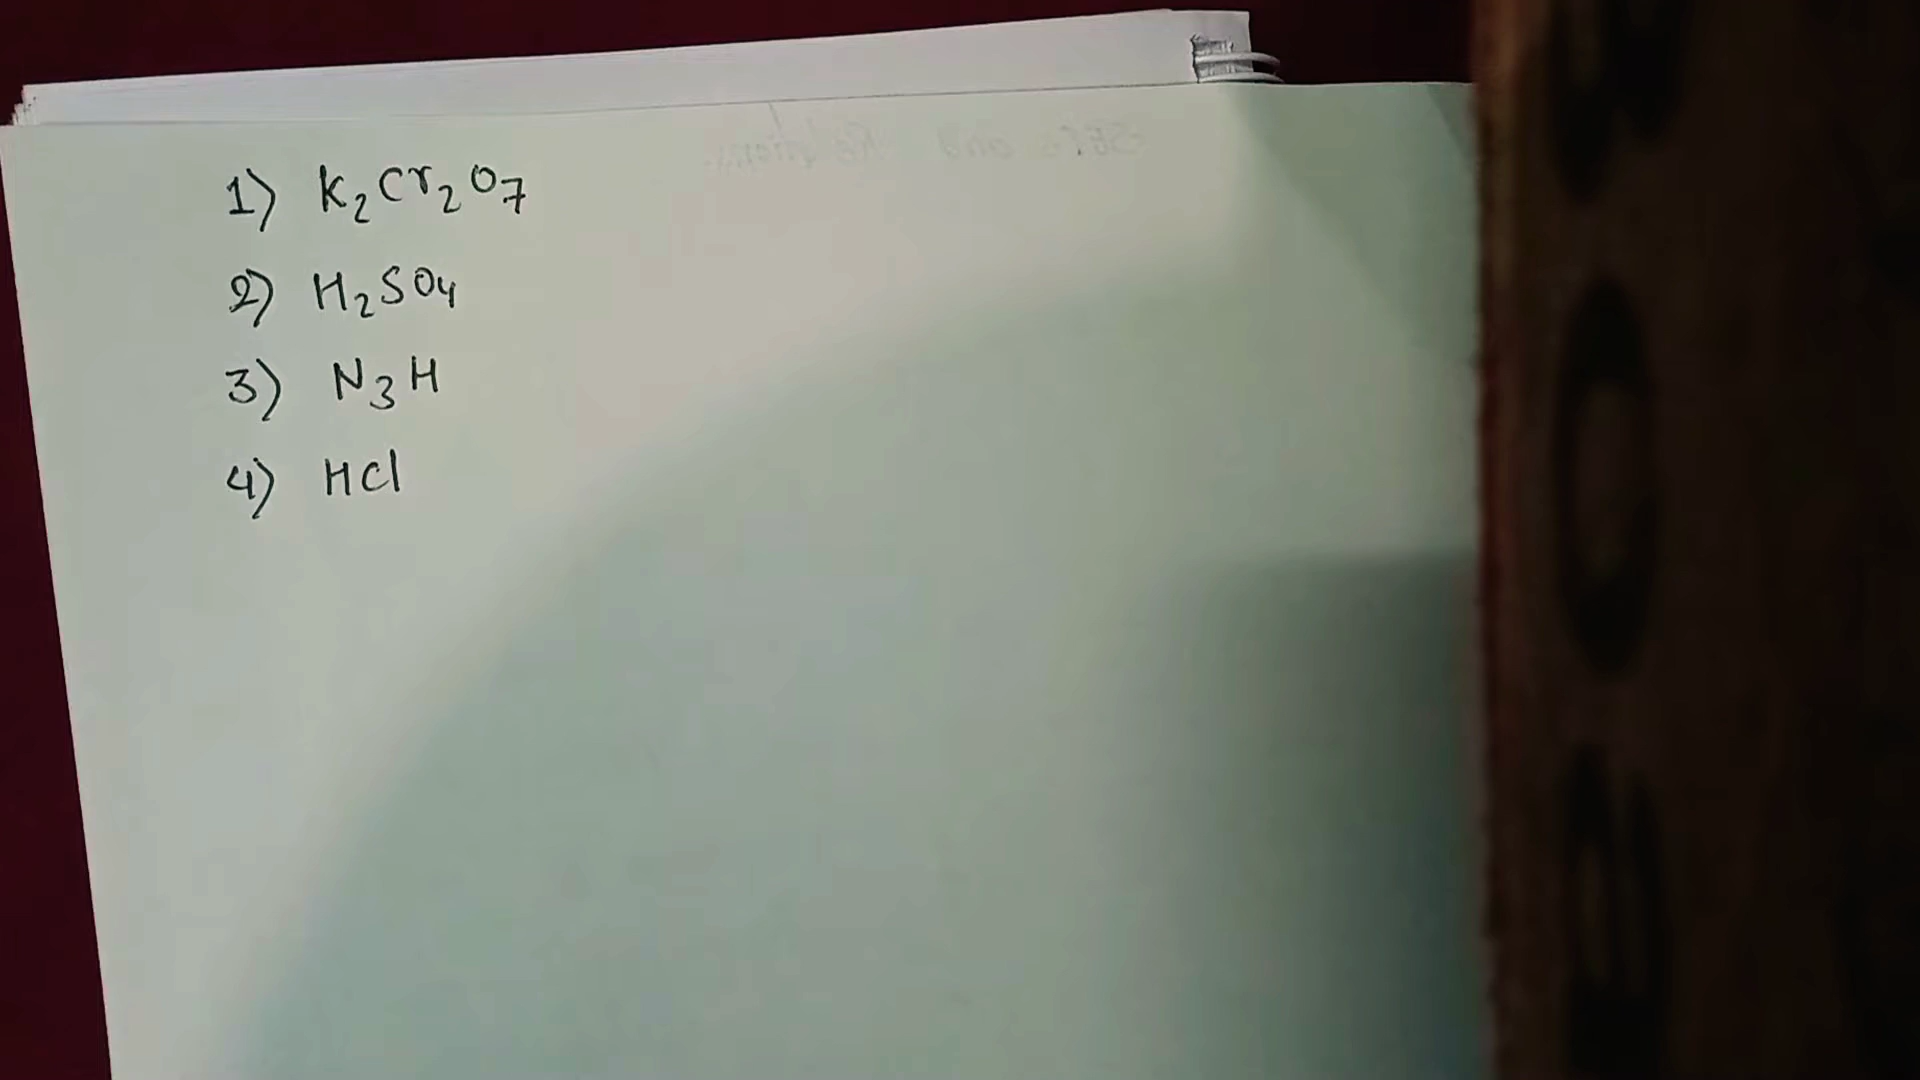 1) K₂Cr₂O₇
2) H₂SO₄
3) N₃H
4) HCl